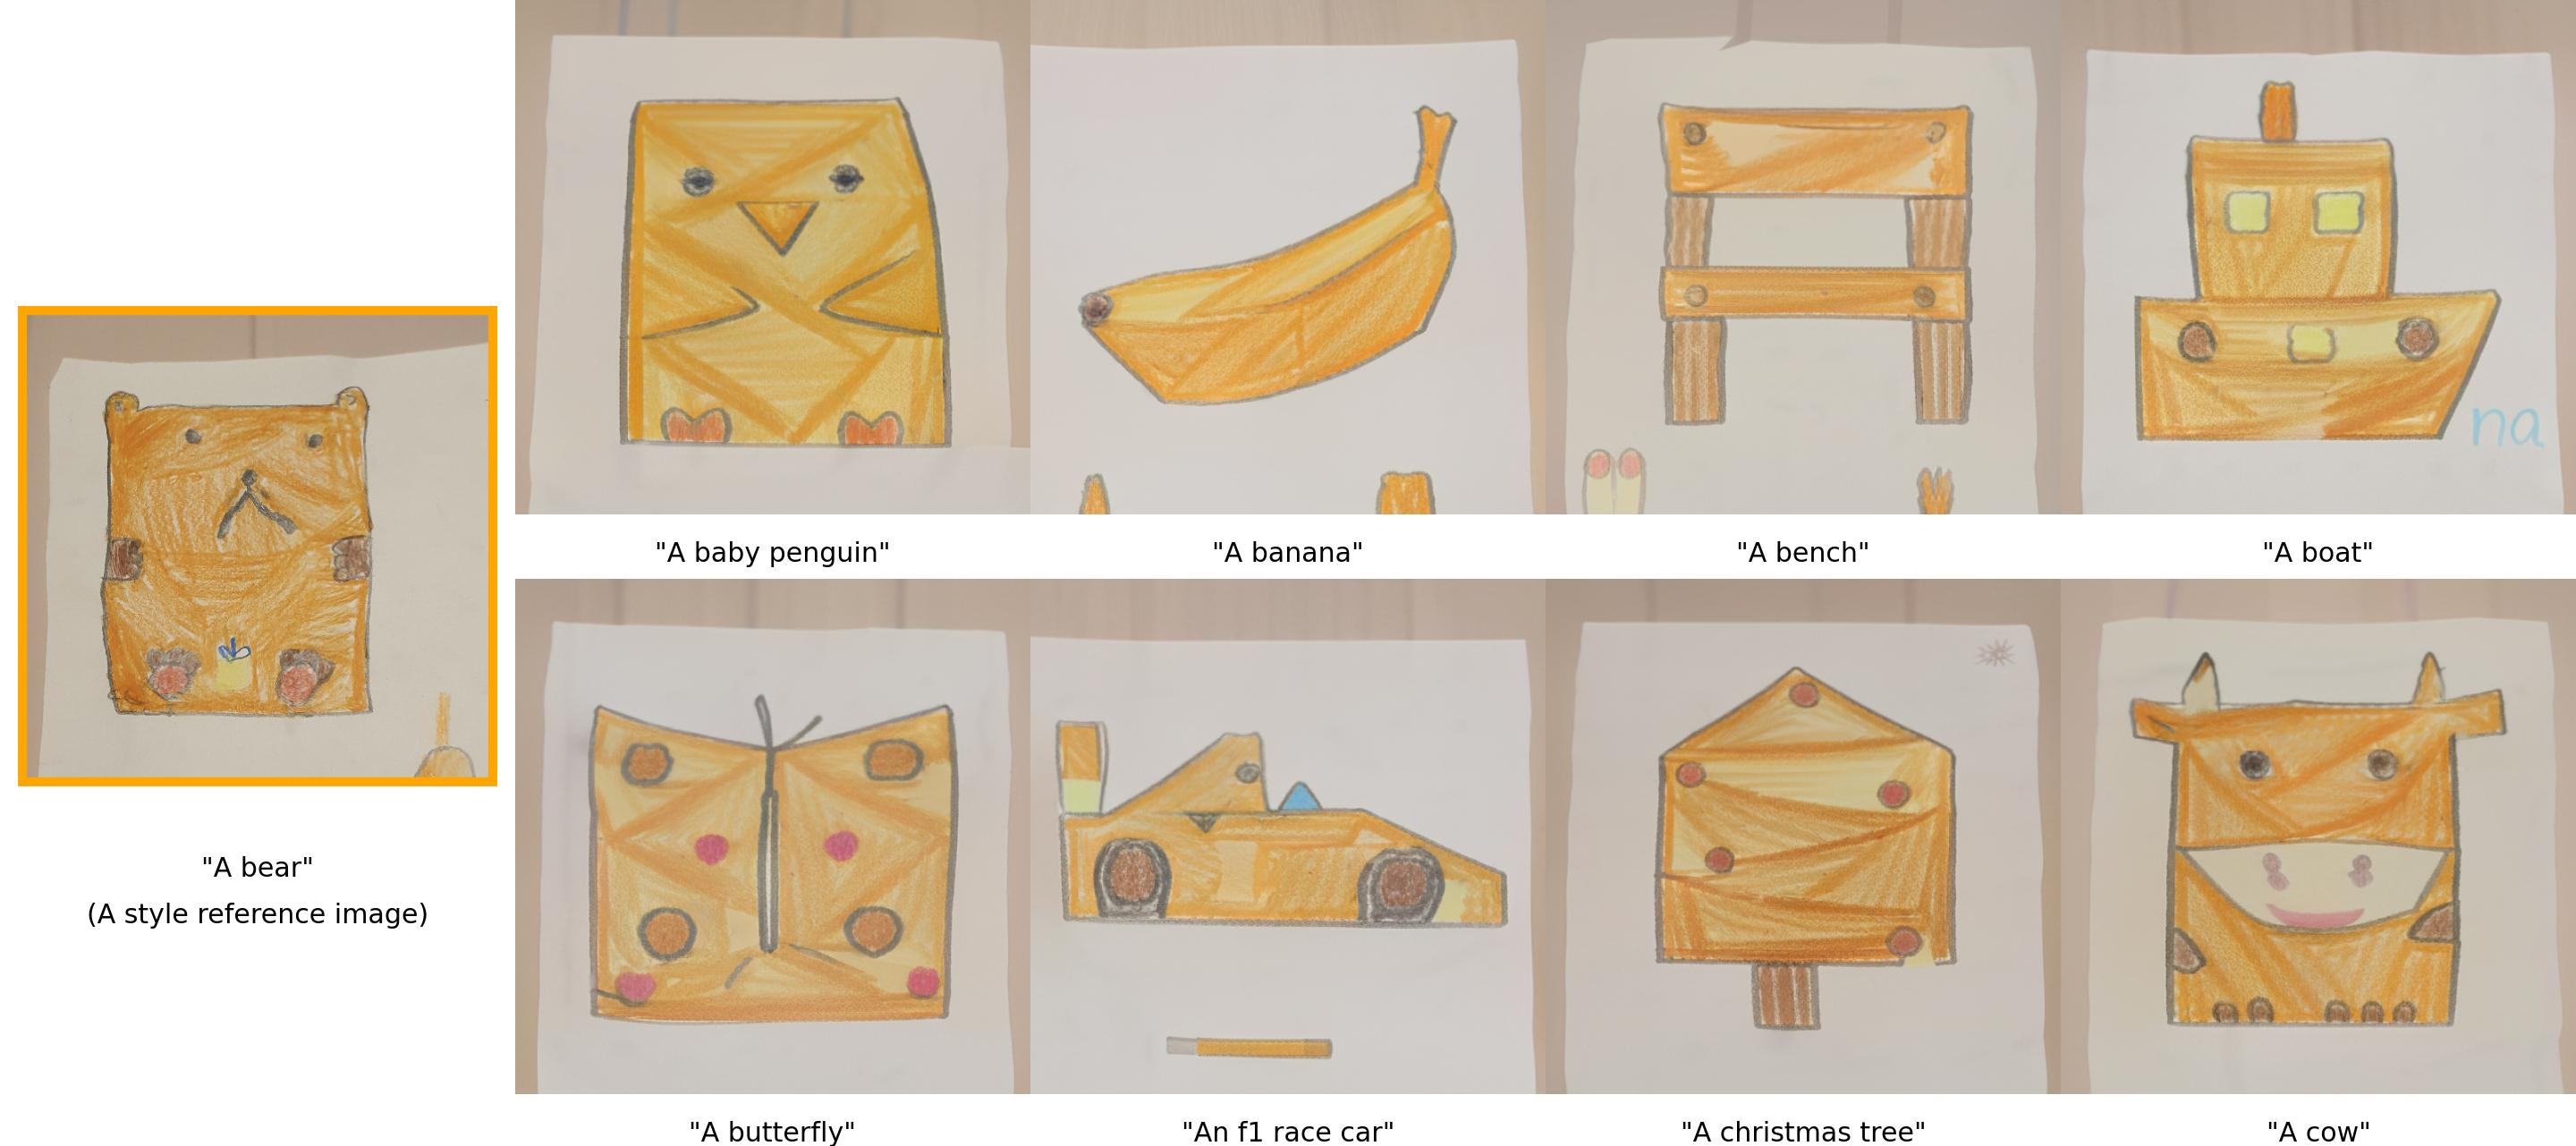 na
"A baby penguin"
"A banana"
"A bench"
"A boat"
"A bear"
(A style reference image)
"A butterfly"
"An f1 race car"
"A christmas tree"
"A cow"